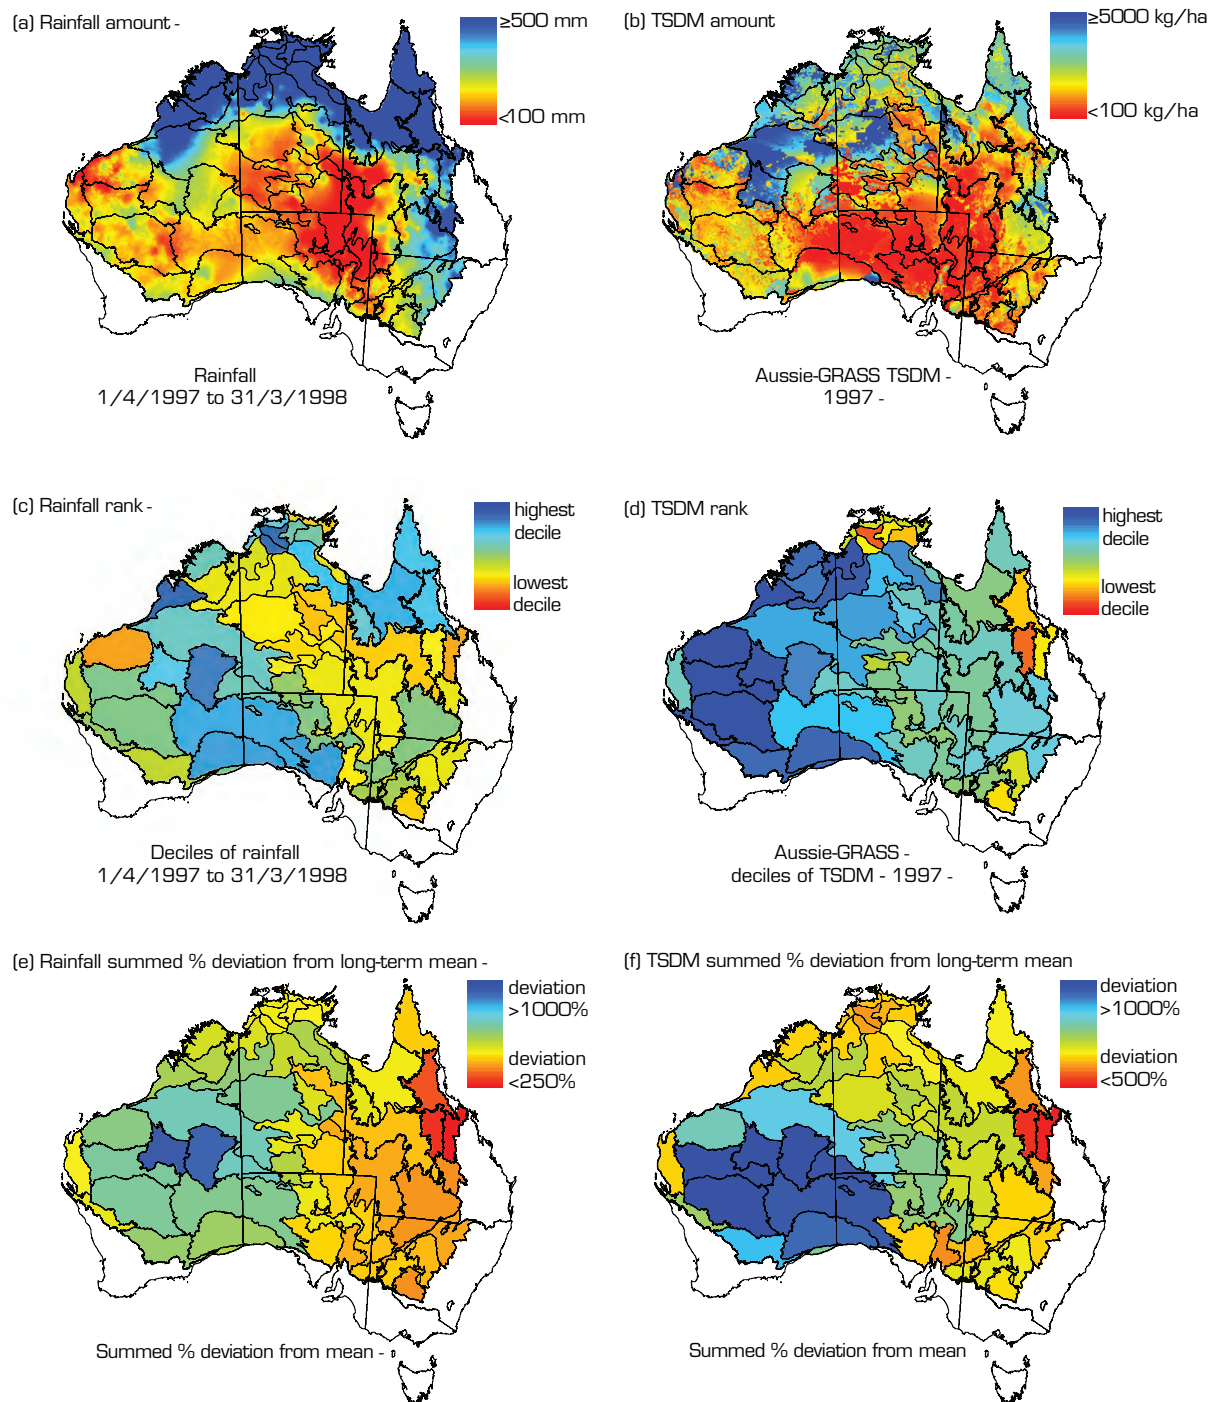 (a) Rainfall amount -
≥500 mm
<100 mm
Rainfall
1/4/1997 to 31/3/1998
(b) TSDM amount
≥5000 kg/ha
<100 kg/ha
Aussie-GRASS TSDM -
1997 -
(c) Rainfall rank -
highest
decile
lowest
decile
Deciles of rainfall
1/4/1997 to 31/3/1998
(d) TSDM rank
highest
decile
lowest
decile
Aussie-GRASS -
deciles of TSDM - 1997 -
(e) Rainfall summed % deviation from long-term mean -
deviation
>1000%
deviation
<250%
Summed % deviation from mean -
(f) TSDM summed % deviation from long-term mean
deviation
>1000%
deviation
<500%
Summed % deviation from mean